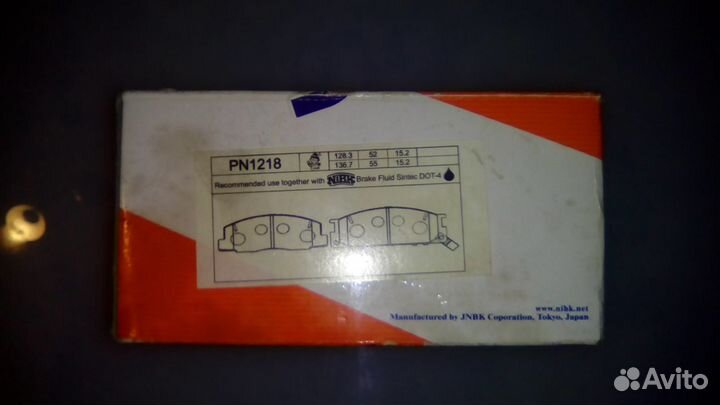 PN1218 128.3 52 15.2
136.7 55 15.2
Recommended use together with NiBK Brake Fluid Sintec DOT-4
www.nibk.net
Manufactured by JNBK Coporation, Tokyo, Japan
Avito